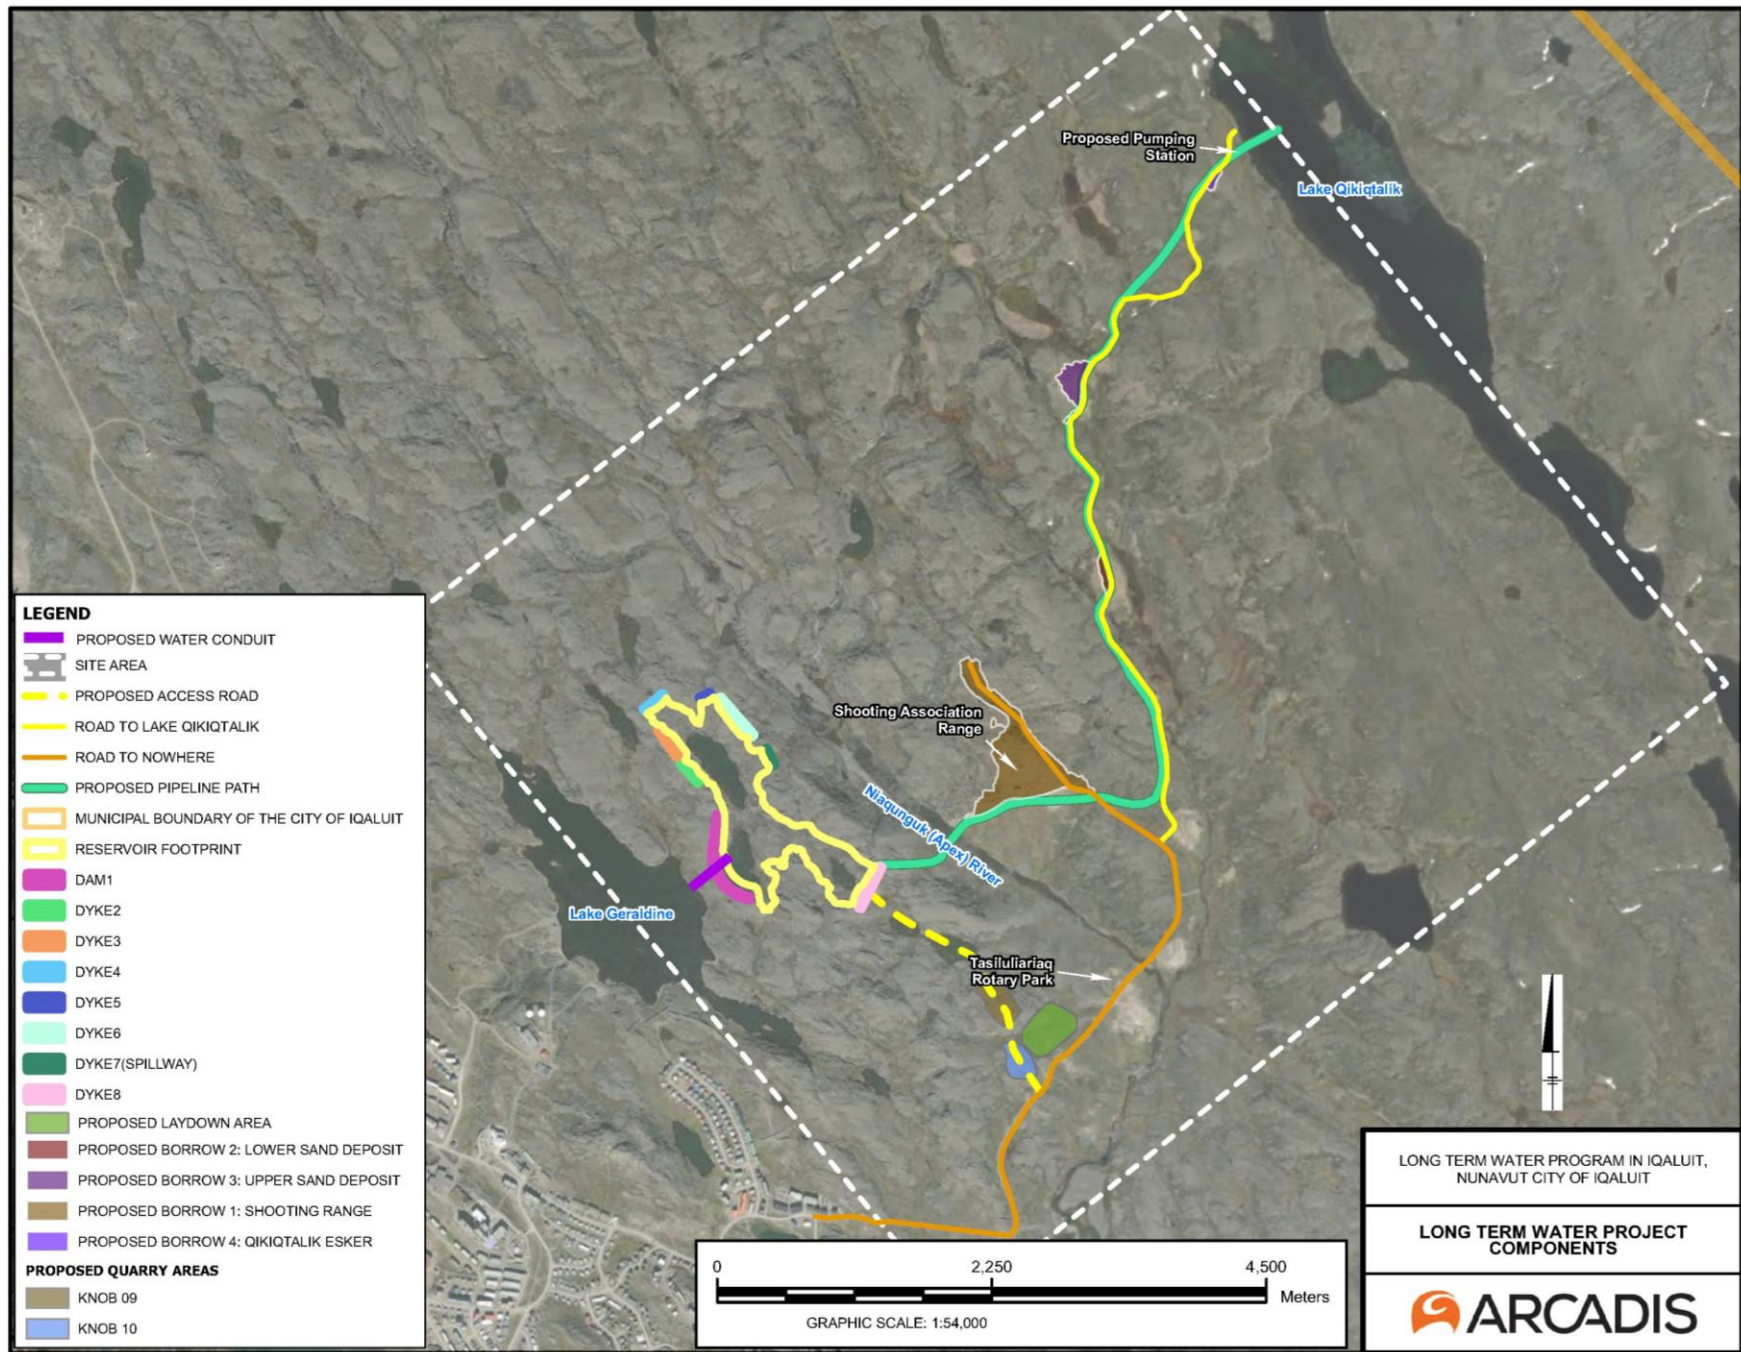 Proposed Pumping
Station
Lake Qikiqtalik
Shooting Association
Range
Niaqunguk (Apex) River
Lake Geraldine
Tasiluliariaq
Rotary Park
LEGEND
PROPOSED WATER CONDUIT
SITE AREA
PROPOSED ACCESS ROAD
ROAD TO LAKE QIKIQTALIK
ROAD TO NOWHERE
PROPOSED PIPELINE PATH
MUNICIPAL BOUNDARY OF THE CITY OF IQALUIT
RESERVOIR FOOTPRINT
DAM1
DYKE2
DYKE3
DYKE4
DYKE5
DYKE6
DYKE7(SPILLWAY)
DYKE8
PROPOSED LAYDOWN AREA
PROPOSED BORROW 2: LOWER SAND DEPOSIT
PROPOSED BORROW 3: UPPER SAND DEPOSIT
PROPOSED BORROW 1: SHOOTING RANGE
PROPOSED BORROW 4: QIKIQTALIK ESKER
PROPOSED QUARRY AREAS
KNOB 09
KNOB 10
0 2,250 4,500
Meters
GRAPHIC SCALE: 1:54,000
LONG TERM WATER PROGRAM IN IQALUIT,
NUNAVUT CITY OF IQALUIT
LONG TERM WATER PROJECT
COMPONENTS
ARCADIS